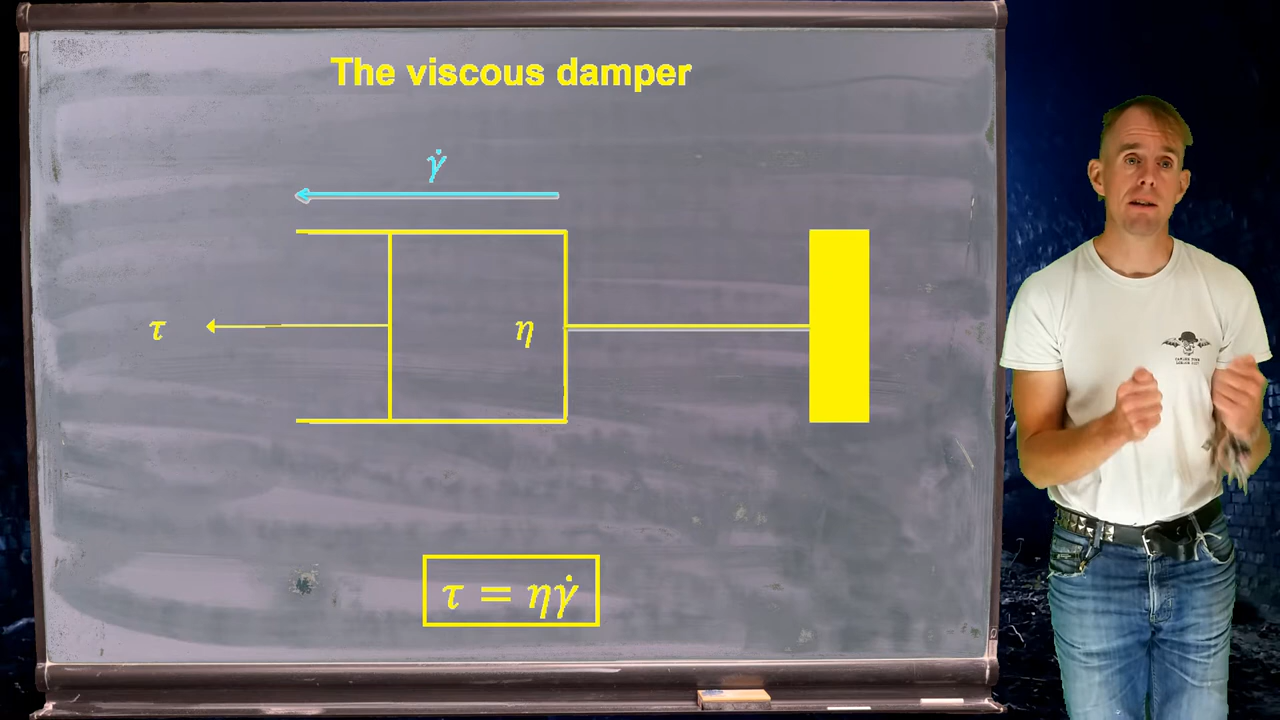 The viscous damper
γ̇
τ
η
τ = ηγ̇